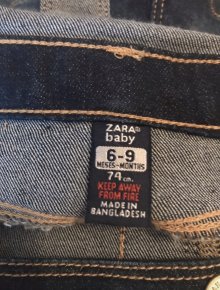 ZARA®
baby
6-9
MESES-MONTHS
74 cm.
KEEP AWAY
FROM FIRE
MADE IN
BANGLADESH